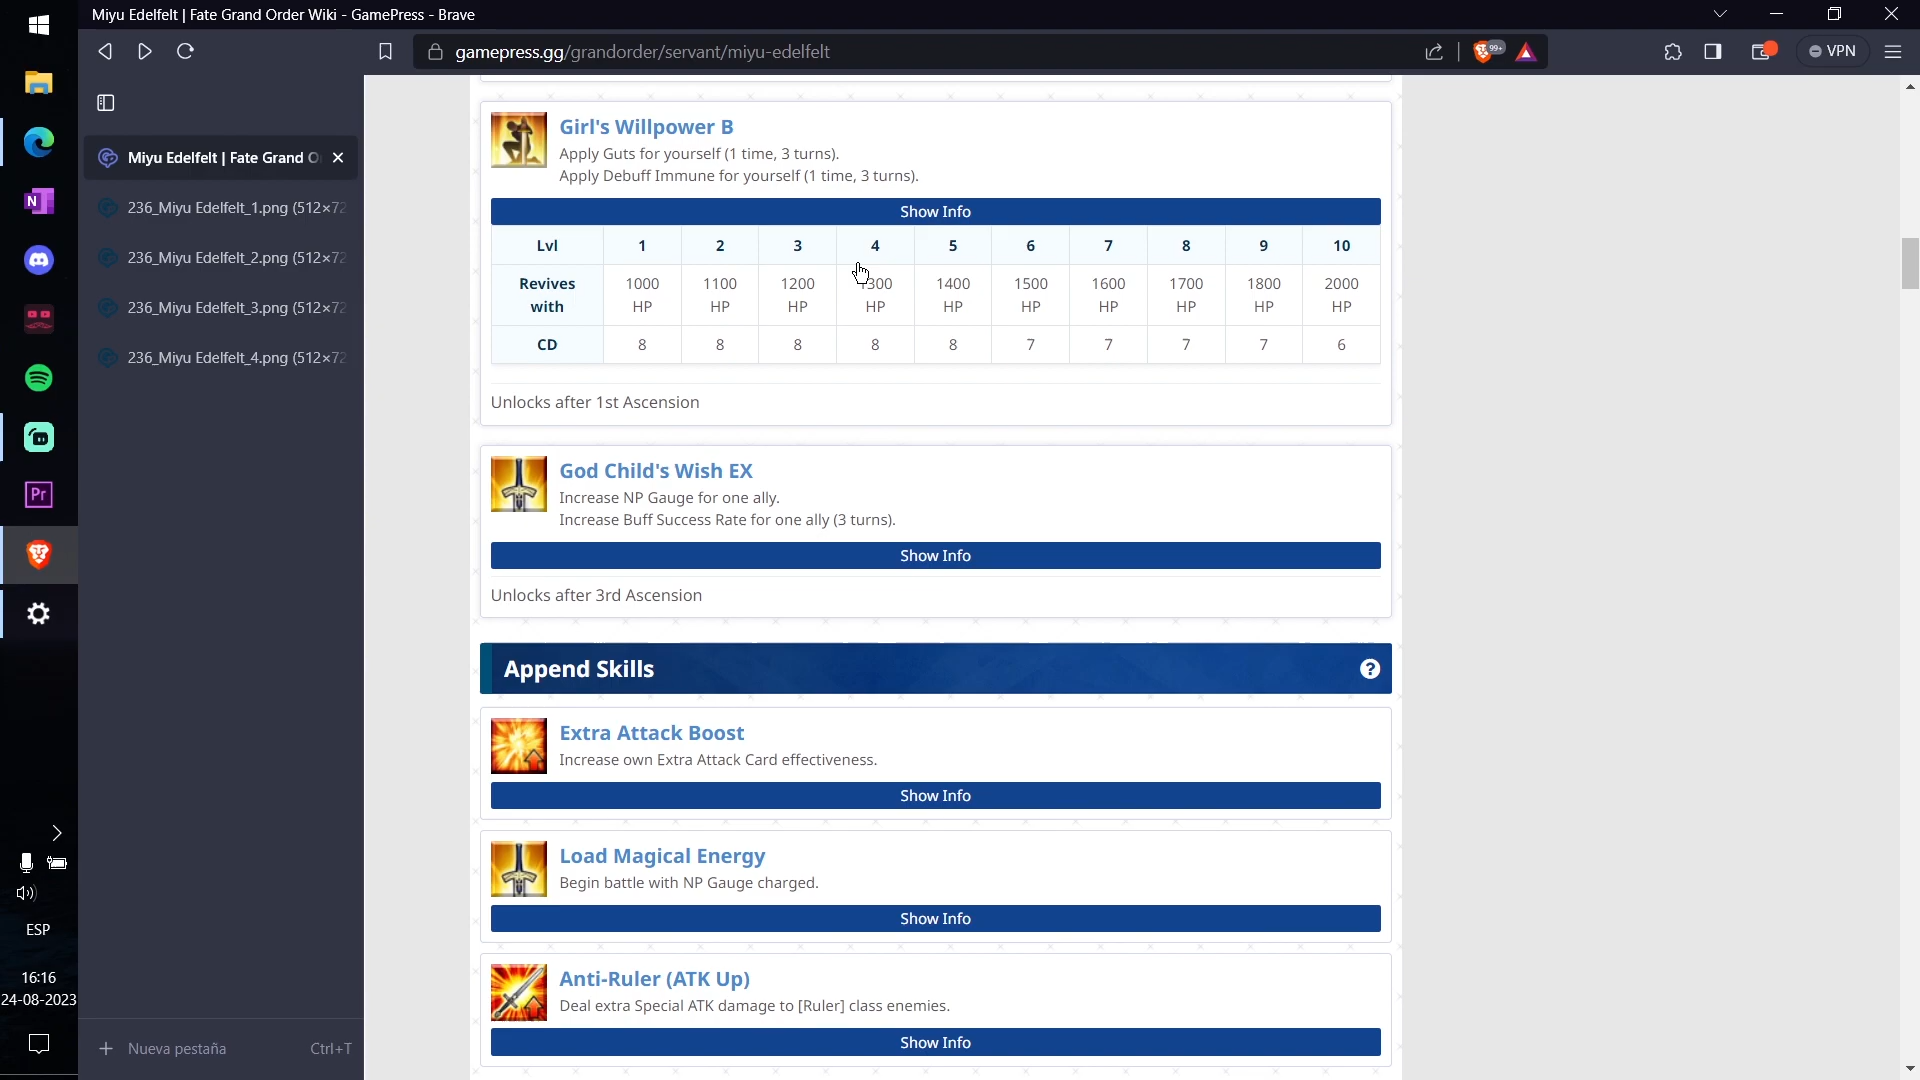 Miyu Edelfelt | Fate Grand Order Wiki - GamePress - Brave
gamepress.gg/grandorder/servant/miyu-edelfelt
99+
VPN
Miyu Edelfelt | Fate Grand O
236_Miyu Edelfelt_1.png (512×72
236_Miyu Edelfelt_2.png (512×72
236_Miyu Edelfelt_3.png (512×72
236_Miyu Edelfelt_4.png (512×72
Girl's Willpower B
Apply Guts for yourself (1 time, 3 turns).
Apply Debuff Immune for yourself (1 time, 3 turns).
Show Info
Lvl 1 2 3 4 5 6 7 8 9 10
Revives 1000 1100 1200 1300 1400 1500 1600 1700 1800 2000
with HP HP HP HP HP HP HP HP HP HP
CD 8 8 8 8 8 7 7 7 7 6
Unlocks after 1st Ascension
God Child's Wish EX
Increase NP Gauge for one ally.
Increase Buff Success Rate for one ally (3 turns).
Show Info
Unlocks after 3rd Ascension
Append Skills
?
Extra Attack Boost
Increase own Extra Attack Card effectiveness.
Show Info
Load Magical Energy
Begin battle with NP Gauge charged.
Show Info
Anti-Ruler (ATK Up)
Deal extra Special ATK damage to [Ruler] class enemies.
Show Info
N
Pr
ESP
16:16
24-08-2023
Nueva pestaña Ctrl+T